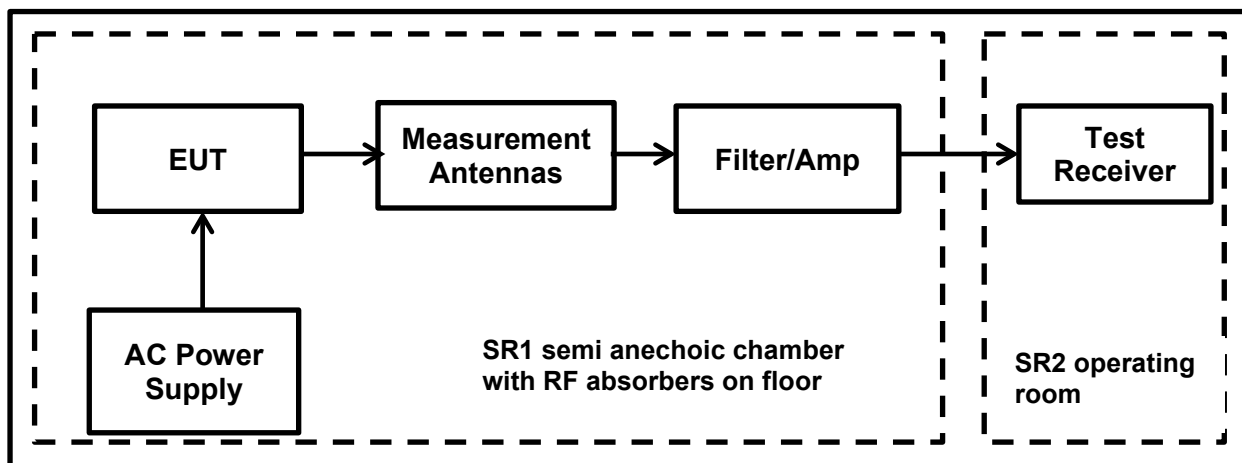 EUT
Measurement
Antennas
Filter/Amp
Test
Receiver
AC Power
Supply
SR1 semi anechoic chamber
with RF absorbers on floor
SR2 operating
room